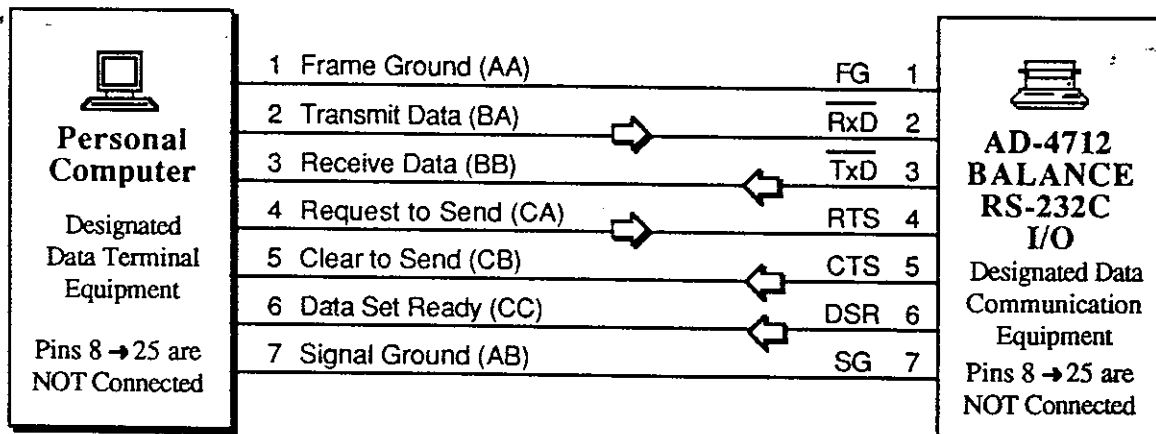 Personal
Computer
Designated
Data Terminal
Equipment
Pins 8 → 25 are
NOT Connected
1 Frame Ground (AA) FG 1
2 Transmit Data (BA) RxD 2
3 Receive Data (BB) TxD 3
4 Request to Send (CA) RTS 4
5 Clear to Send (CB) CTS 5
6 Data Set Ready (CC) DSR 6
7 Signal Ground (AB) SG 7
AD-4712
BALANCE
RS-232C
I/O
Designated Data
Communication
Equipment
Pins 8 → 25 are
NOT Connected